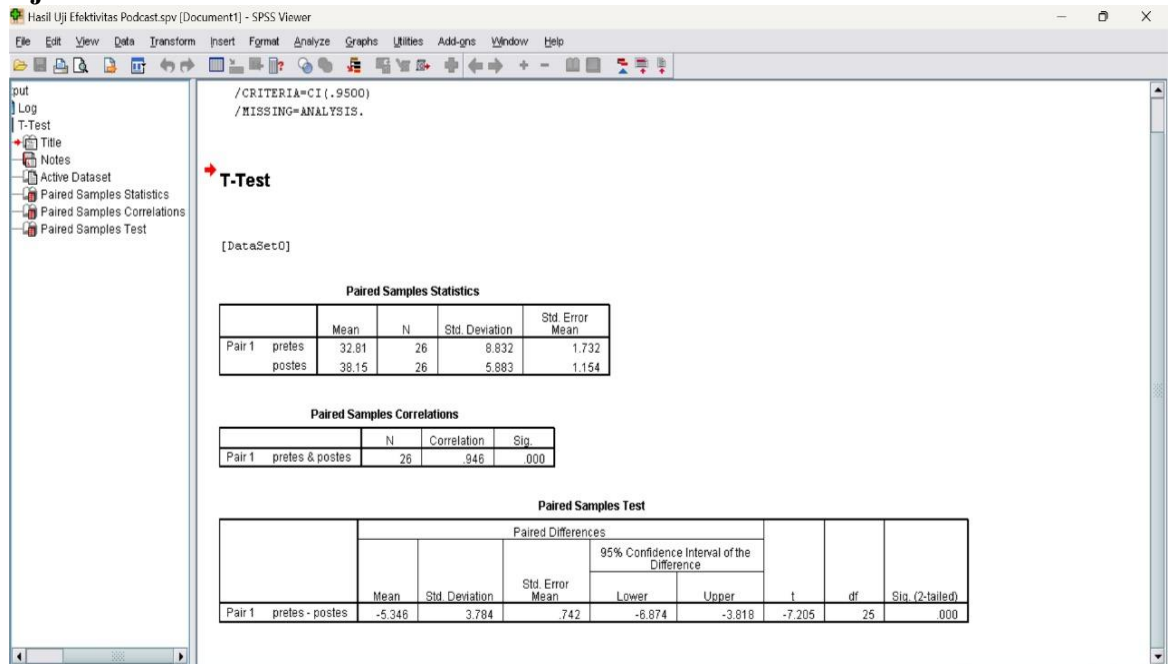 Hasil Uji Efektivitas Podcast.spv [Document1] - SPSS Viewer
File Edit View Data Transform Insert Format Analyze Graphs Utilities Add-ons Window Help
put
Log
T-Test
Title
Notes
Active Dataset
Paired Samples Statistics
Paired Samples Correlations
Paired Samples Test
/CRITERIA=CI(.9500)
/MISSING=ANALYSIS.
T-Test
[DataSet0]
Paired Samples Statistics
Mean N Std. Deviation Std. Error Mean
Pair 1 pretes 32.81 26 8.832 1.732
postes 38.15 26 5.883 1.154
Paired Samples Correlations
N Correlation Sig.
Pair 1 pretes & postes 26 .946 .000
Paired Samples Test
Paired Differences
95% Confidence Interval of the Difference
Mean Std. Deviation Std. Error Mean Lower Upper t df Sig. (2-tailed)
Pair 1 pretes - postes -5.346 3.784 .742 -6.874 -3.818 -7.205 25 .000